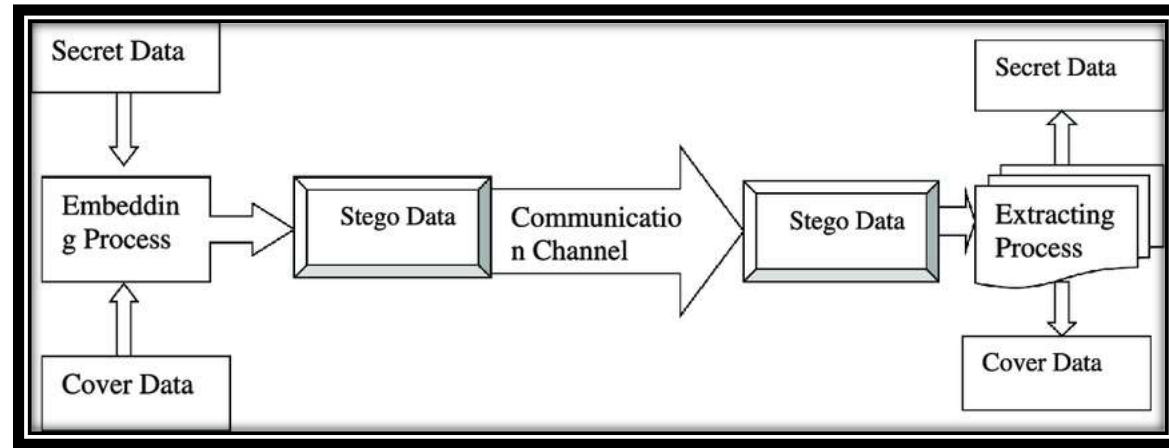 Secret Data
Embeddin
g Process
Cover Data
Stego Data
Communicatio
n Channel
Stego Data
Secret Data
Extracting
Process
Cover Data